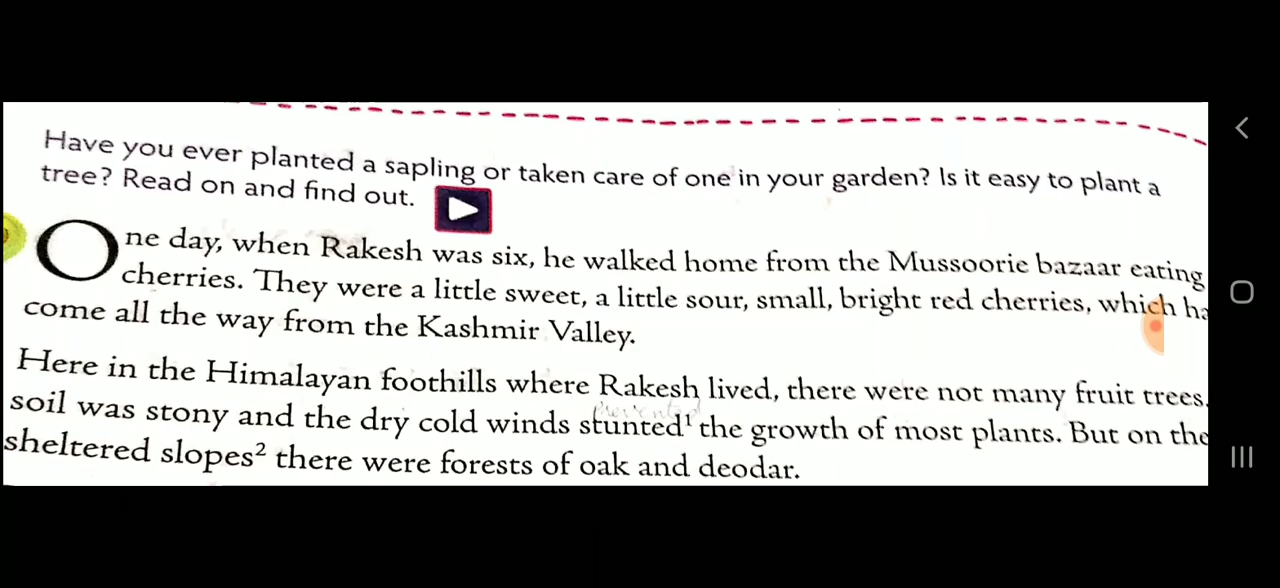 Have you ever planted a sapling or taken care of one in your garden? Is it easy to plant a
tree? Read on and find out.
One day, when Rakesh was six, he walked home from the Mussoorie bazaar eating
cherries. They were a little sweet, a little sour, small, bright red cherries, which ha
come all the way from the Kashmir Valley.
Here in the Himalayan foothills where Rakesh lived, there were not many fruit trees.
prevented
soil was stony and the dry cold winds stunted¹ the growth of most plants. But on the
sheltered slopes² there were forests of oak and deodar.